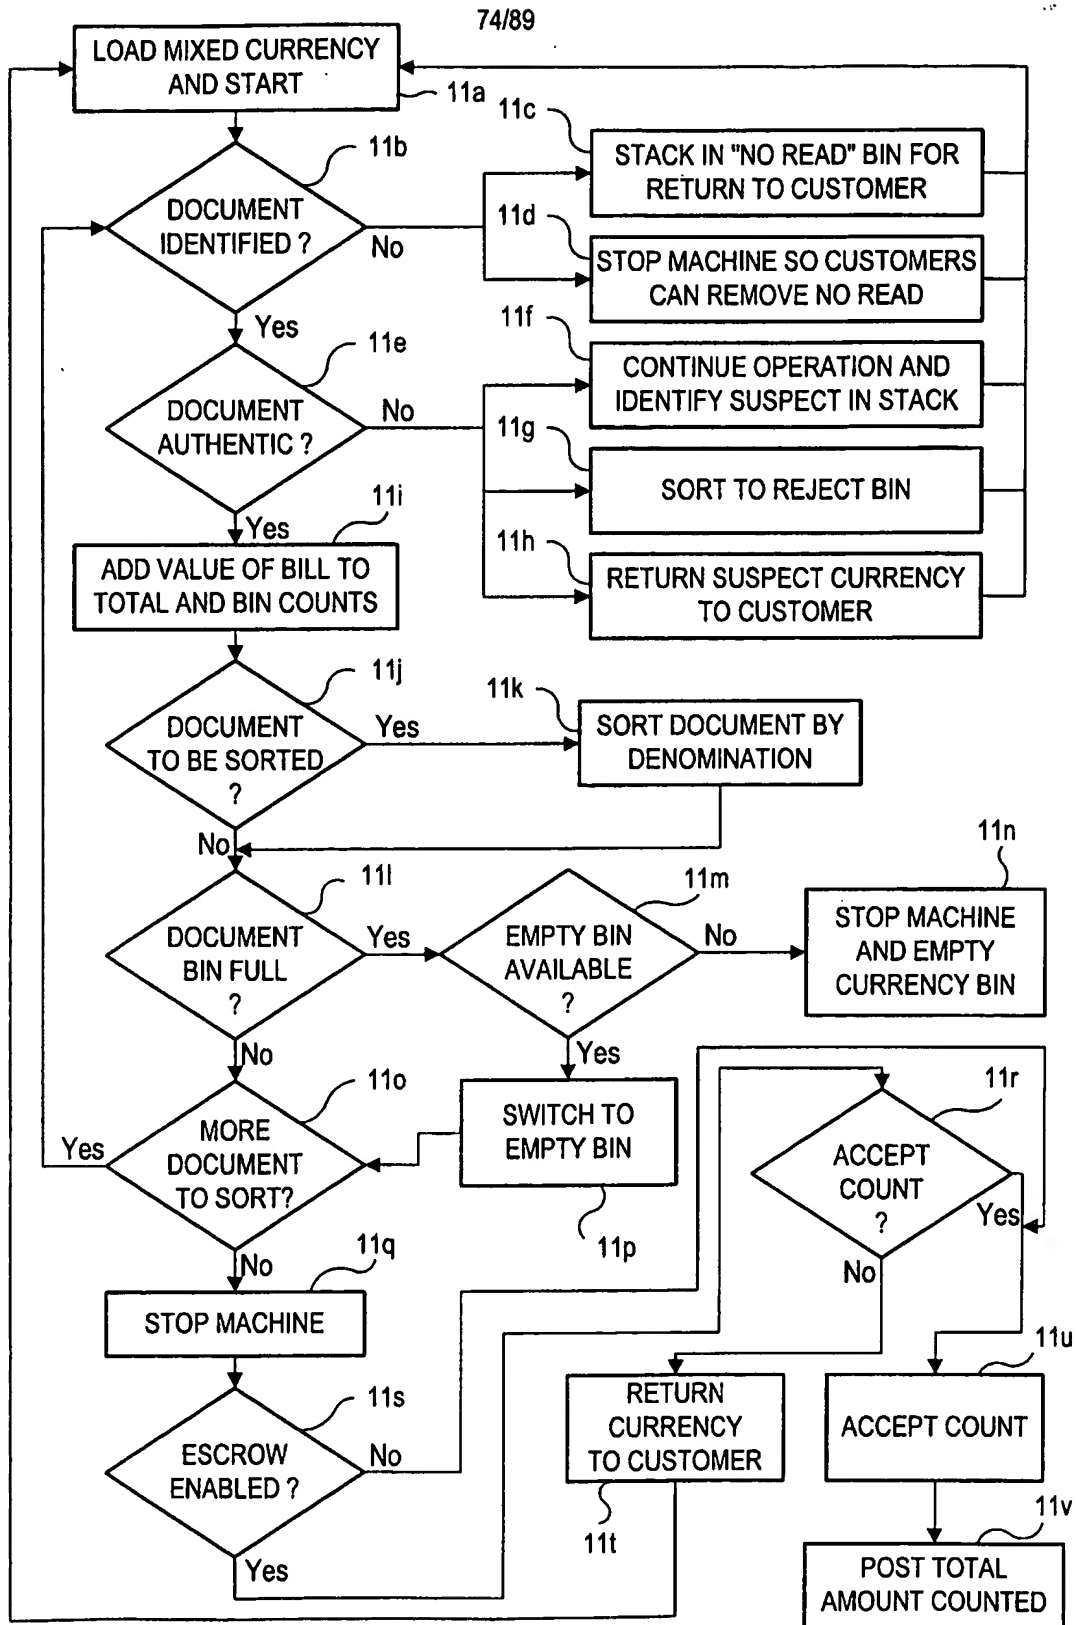 74/89
LOAD MIXED CURRENCY
AND START
11a
11b
DOCUMENT
IDENTIFIED ?
No
Yes
11c
STACK IN "NO READ" BIN FOR
RETURN TO CUSTOMER
11d
STOP MACHINE SO CUSTOMERS
CAN REMOVE NO READ
11e
DOCUMENT
AUTHENTIC ?
No
Yes
11f
CONTINUE OPERATION AND
IDENTIFY SUSPECT IN STACK
11g
SORT TO REJECT BIN
11h
RETURN SUSPECT CURRENCY
TO CUSTOMER
11i
ADD VALUE OF BILL TO
TOTAL AND BIN COUNTS
11j
DOCUMENT
TO BE SORTED
?
Yes
No
11k
SORT DOCUMENT BY
DENOMINATION
11l
DOCUMENT
BIN FULL
?
Yes
No
11m
EMPTY BIN
AVAILABLE
?
No
Yes
11n
STOP MACHINE
AND EMPTY
CURRENCY BIN
11o
MORE
DOCUMENT
TO SORT?
Yes
No
SWITCH TO
EMPTY BIN
11p
11r
ACCEPT
COUNT
?
Yes
No
11q
STOP MACHINE
11s
ESCROW
ENABLED ?
No
Yes
RETURN
CURRENCY
TO CUSTOMER
11t
11u
ACCEPT COUNT
11v
POST TOTAL
AMOUNT COUNTED